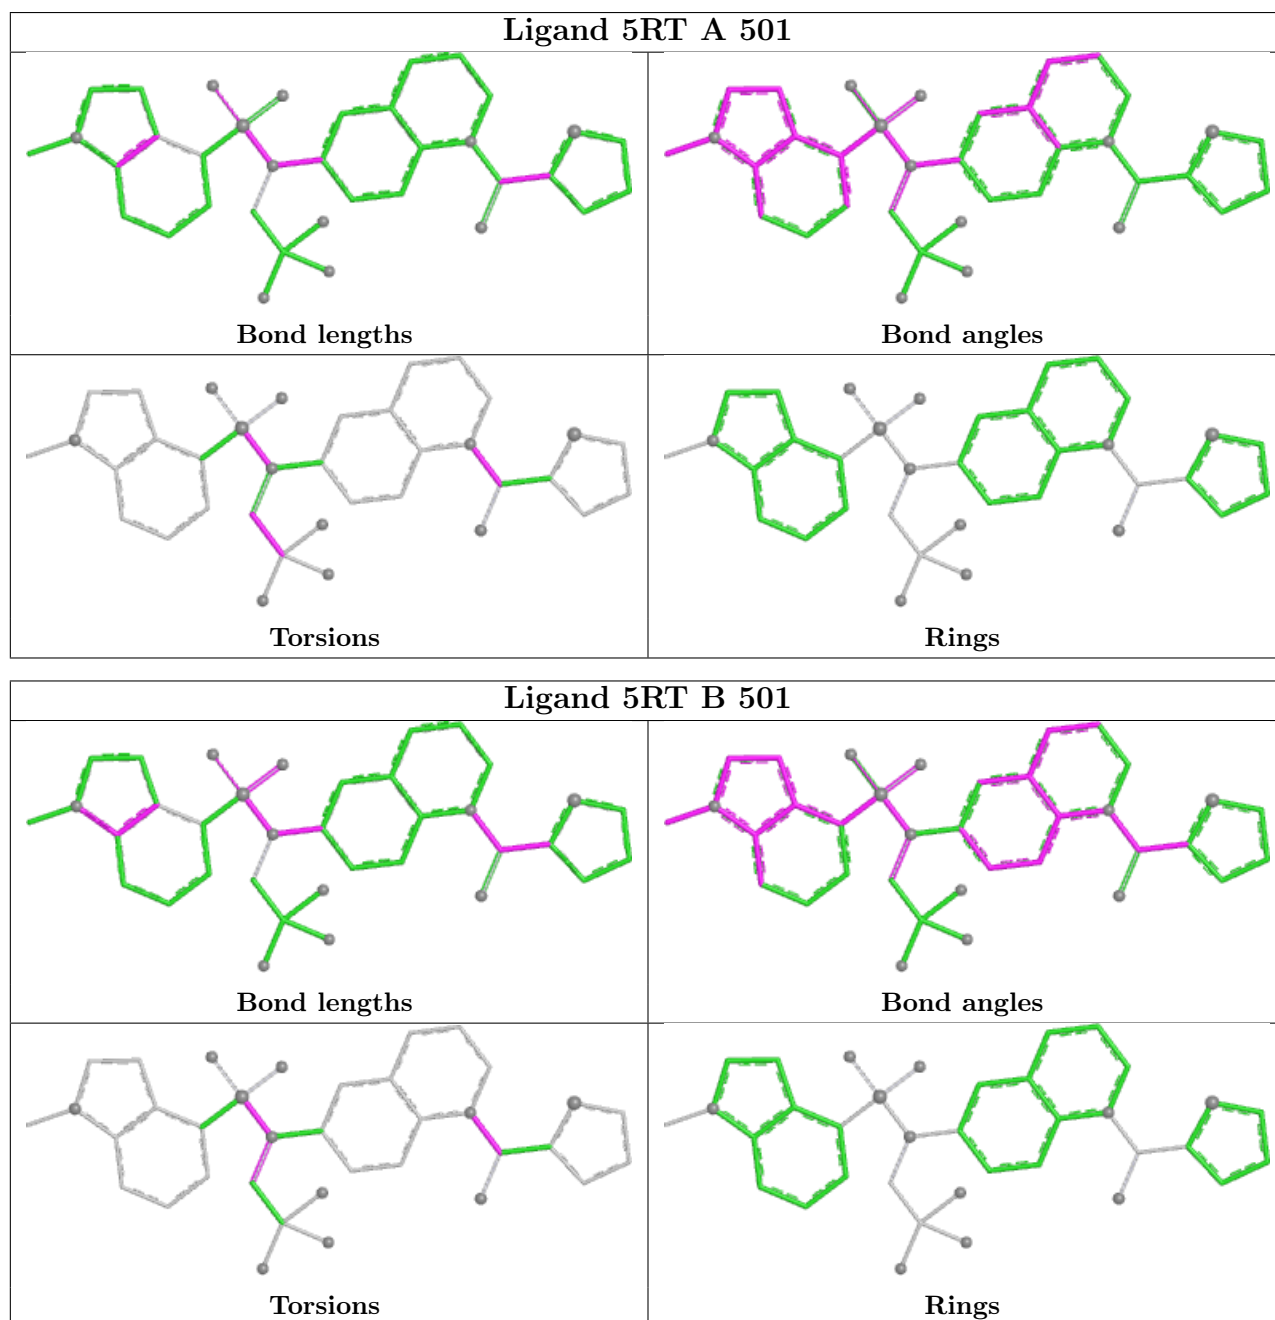 Ligand 5RT A 501
Bond lengths
Bond angles
Torsions
Rings
Ligand 5RT B 501
Bond lengths
Bond angles
Torsions
Rings